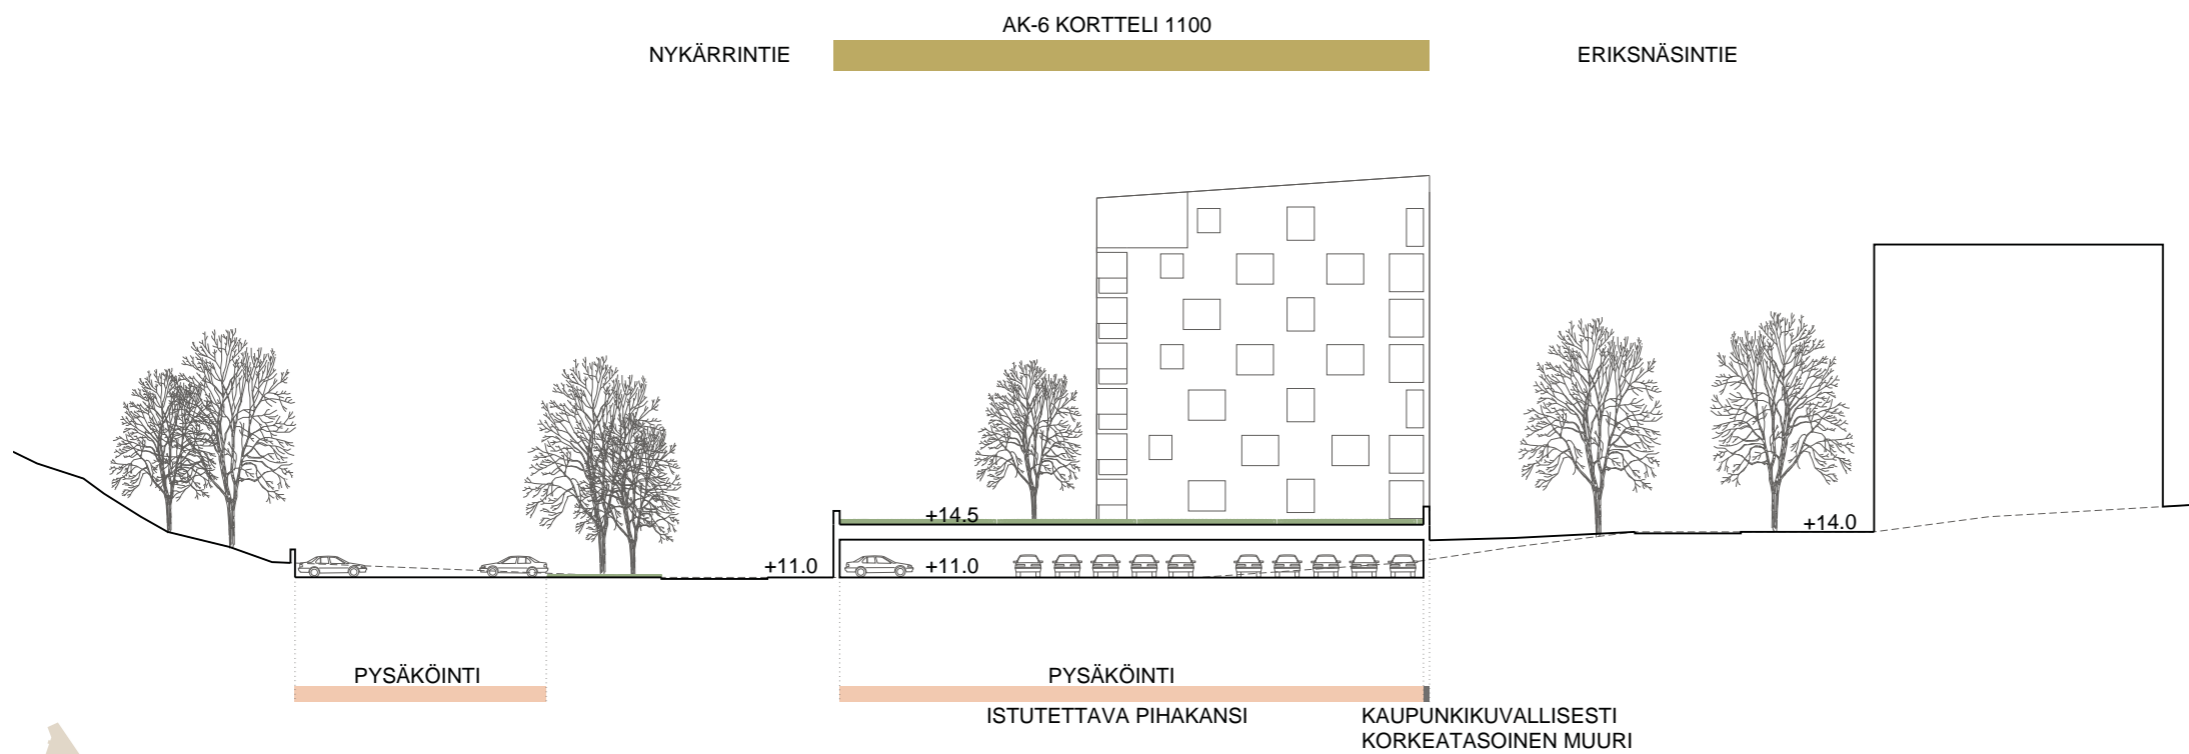 AK-6 KORTTELI 1100
NYKÄRRINTIE
ERIKSNÄSINTIE
+14.5
+14.0
+11.0
+11.0
PYSÄKÖINTI
PYSÄKÖINTI
ISTUTETTAVA PIHAKANSI
KAUPUNKIKUVALLISESTI
KORKEATASOINEN MUURI